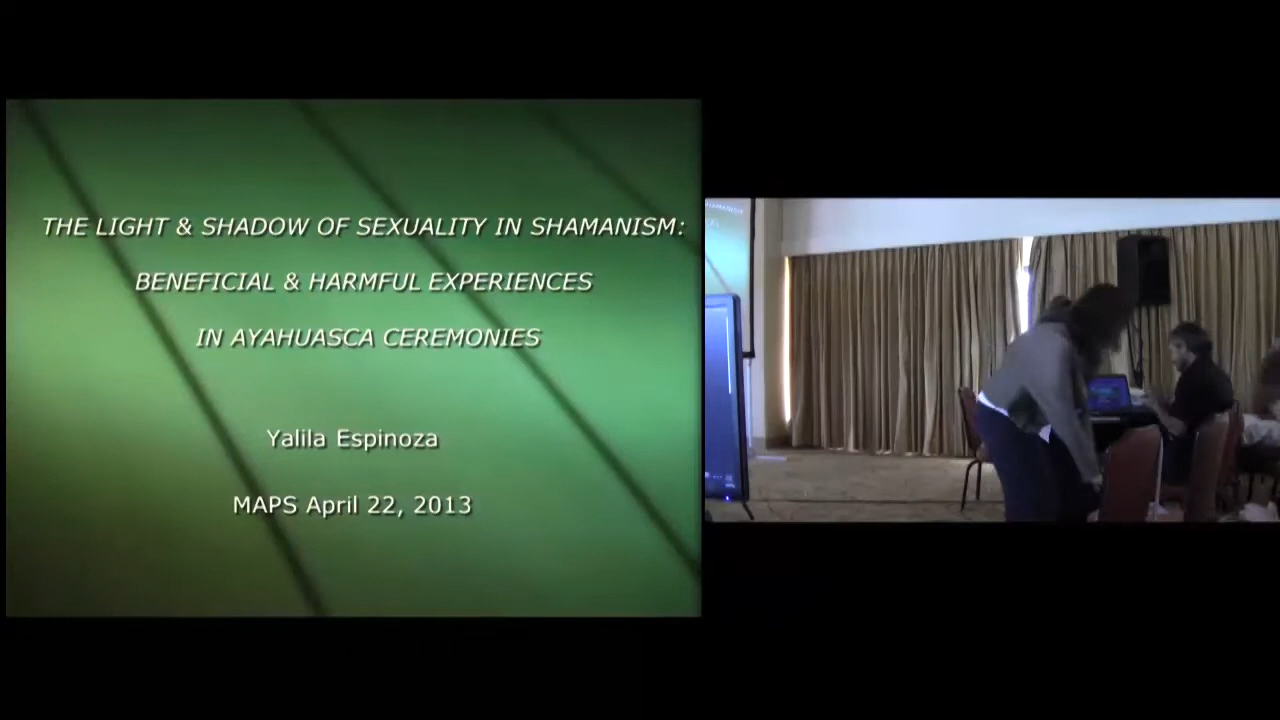 THE LIGHT & SHADOW OF SEXUALITY IN SHAMANISM:
BENEFICIAL & HARMFUL EXPERIENCES
IN AYAHUASCA CEREMONIES
Yalila Espinoza
MAPS April 22, 2013